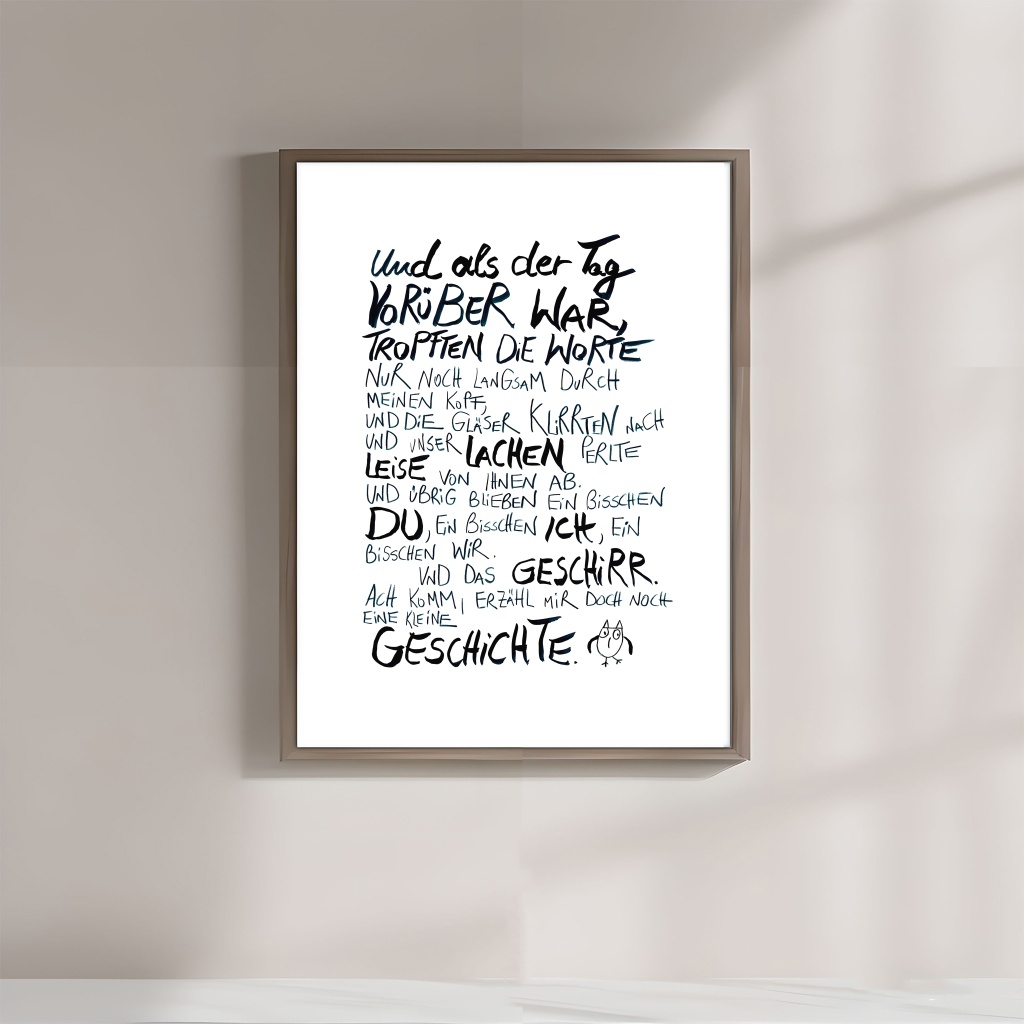 Und als der Tag
VORÜBER WAR,
TROPFTEN DIE WORTE
NUR NOCH LANGSAM DURCH
MEINEN KOPF,
UND DIE GLÄSER KLIRRTEN NACH
UND UNSER LACHEN PERLTE
LEISE VON IHNEN AB.
UND ÜBRIG BLIEBEN EIN BISSCHEN
DU, EIN BISSCHEN ICH, EIN
BISSCHEN WIR.
UND DAS GESCHIRR.
ACH KOMM, ERZÄHL MIR DOCH NOCH
EINE KLEINE
GESCHICHTE.